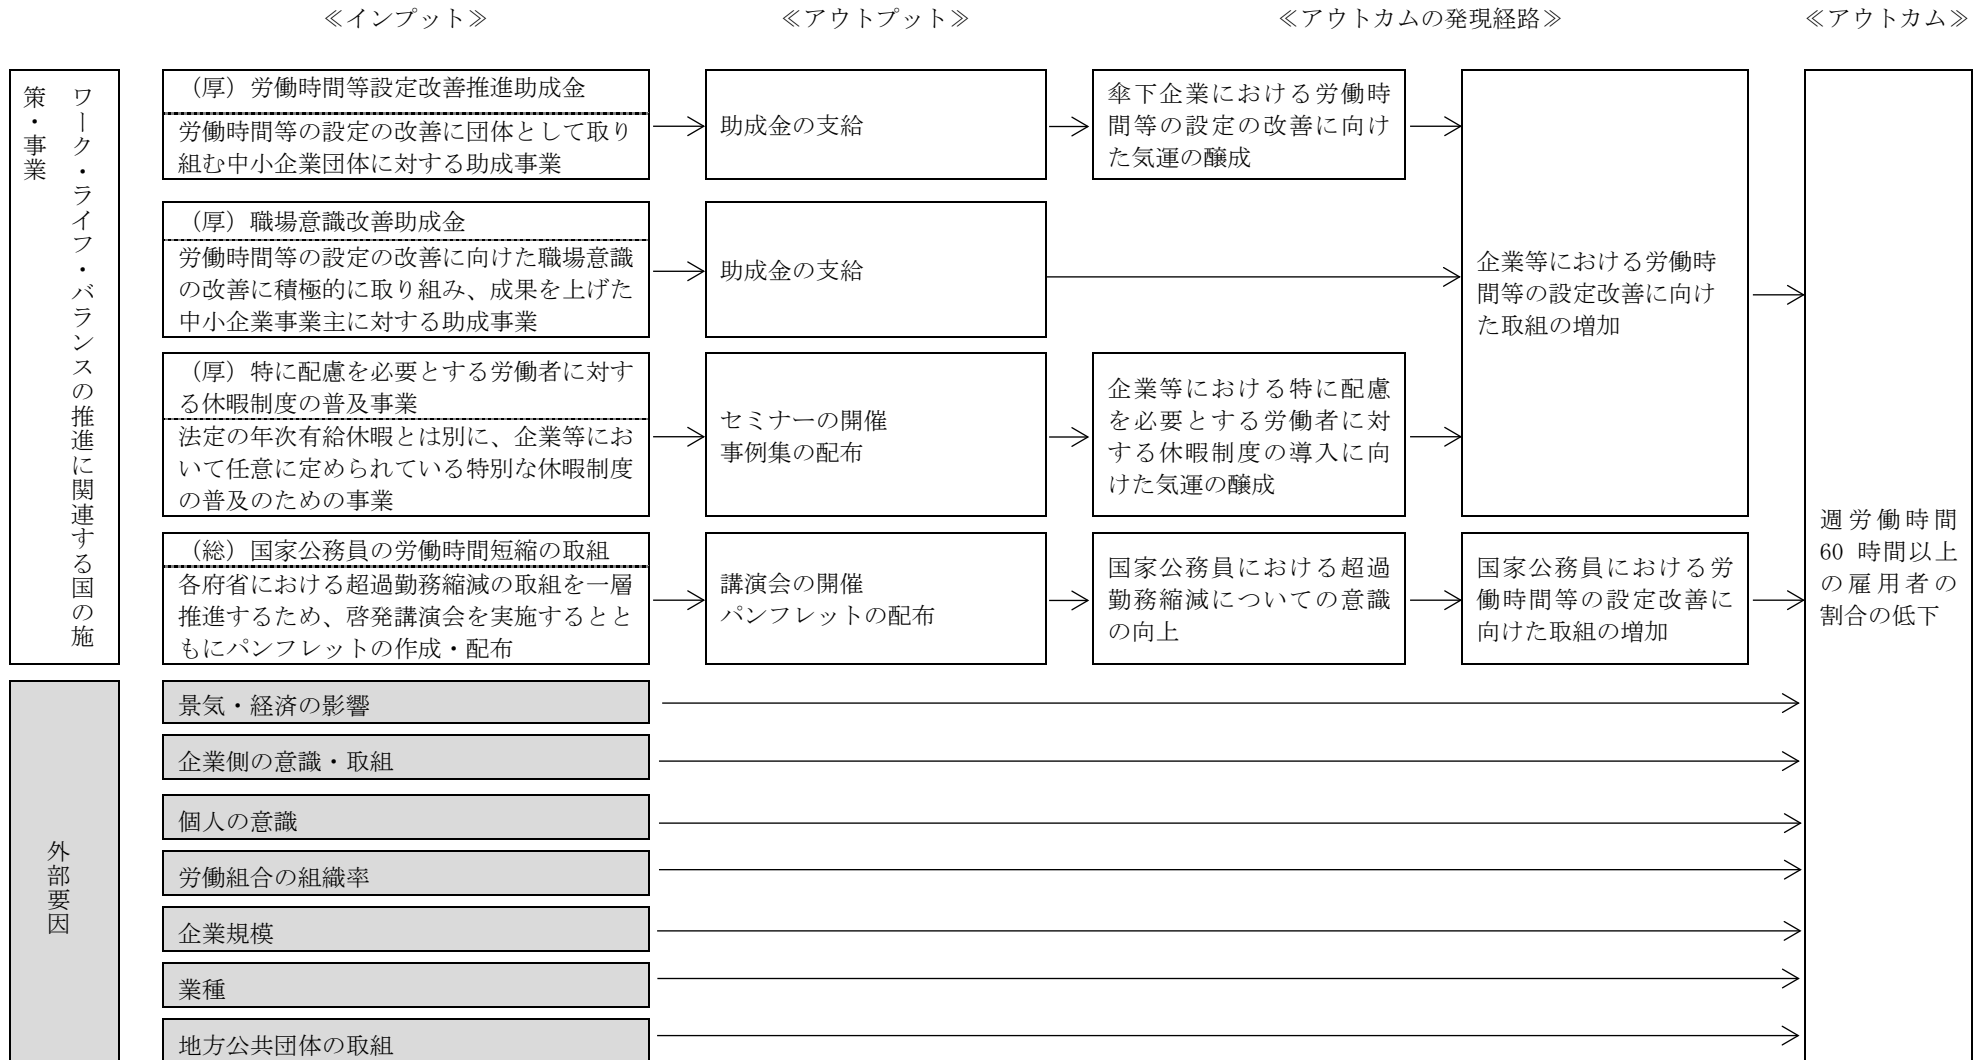 ≪インプット≫
≪アウトプット≫
≪アウトカムの発現経路≫
≪アウトカム≫
ワーク・ライフ・バランスの推進に関連する国の施
策・事業
（厚）労働時間等設定改善推進助成金
労働時間等の設定の改善に団体として取り
組む中小企業団体に対する助成事業
助成金の支給
傘下企業における労働時
間等の設定の改善に向け
た気運の醸成
（厚）職場意識改善助成金
労働時間等の設定の改善に向けた職場意識
の改善に積極的に取り組み、成果を上げた
中小企業事業主に対する助成事業
助成金の支給
企業等における労働時
間等の設定改善に向け
た取組の増加
（厚）特に配慮を必要とする労働者に対す
る休暇制度の普及事業
法定の年次有給休暇とは別に、企業等にお
いて任意に定められている特別な休暇制度
の普及のための事業
セミナーの開催
事例集の配布
企業等における特に配慮
を必要とする労働者に対
する休暇制度の導入に向
けた気運の醸成
（総）国家公務員の労働時間短縮の取組
各府省における超過勤務縮減の取組を一層
推進するため、啓発講演会を実施するとと
もにパンフレットの作成・配布
講演会の開催
パンフレットの配布
国家公務員における超過
勤務縮減についての意識
の向上
国家公務員における労
働時間等の設定改善に
向けた取組の増加
週労働時間
60 時間以上
の雇用者の
割合の低下
外部要因
景気・経済の影響
企業側の意識・取組
個人の意識
労働組合の組織率
企業規模
業種
地方公共団体の取組